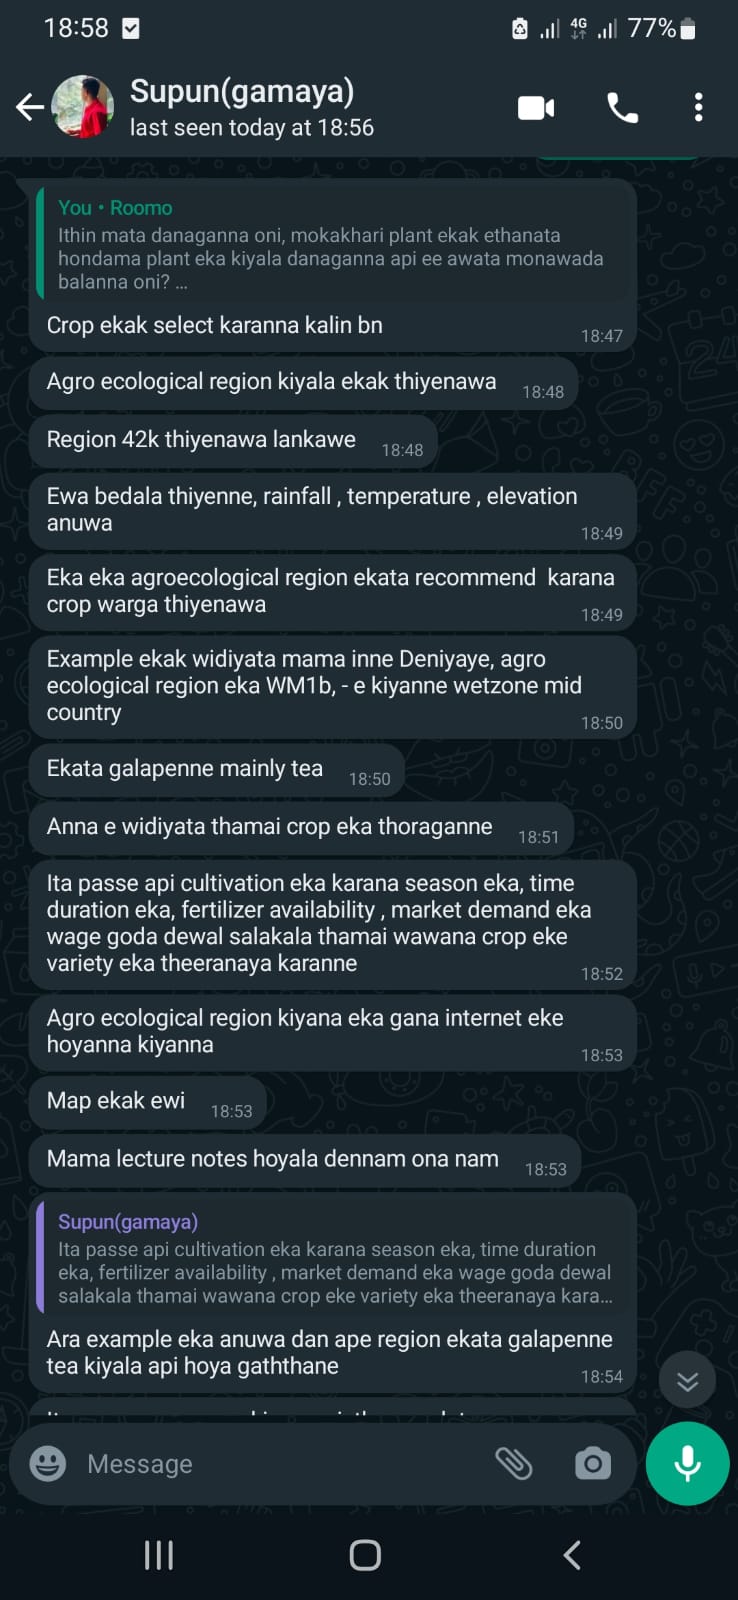 18:58
4G
77%
Supun(gamaya)
last seen today at 18:56
You • Roomo
Ithin mata danaganna oni, mokakhari plant ekak ethanata
hondama plant eka kiyala danaganna api ee awata monawada
balanna oni? ...
Crop ekak select karanna kalin bn
18:47
Agro ecological region kiyala ekak thiyenawa
18:48
Region 42k thiyenawa lankawe
18:48
Ewa bedala thiyenne, rainfall , temperature , elevation
anuwa
18:49
Eka eka agroecological region ekata recommend karana
crop warga thiyenawa
18:49
Example ekak widiyata mama inne Deniyaye, agro
ecological region eka WM1b, - e kiyanne wetzone mid
country
18:50
Ekata galapenne mainly tea
18:50
Anna e widiyata thamai crop eka thoraganne
18:51
Ita passe api cultivation eka karana season eka, time
duration eka, fertilizer availability , market demand eka
wage goda dewal salakala thamai wawana crop eke
variety eka theeranaya karanne
18:52
Agro ecological region kiyana eka gana internet eke
hoyanna kiyanna
18:53
Map ekak ewi
18:53
Mama lecture notes hoyala dennam ona nam
18:53
Supun(gamaya)
Ita passe api cultivation eka karana season eka, time duration
eka, fertilizer availability , market demand eka wage goda dewal
salakala thamai wawana crop eke variety eka theeranaya kara...
Ara example eka anuwa dan ape region ekata galapenne
tea kiyala api hoya gaththane
18:54
Message